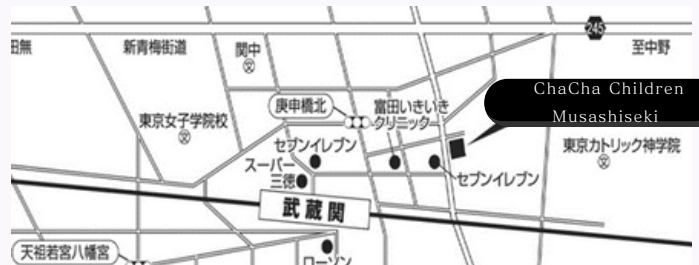 245
田無
新青梅街道
関中
至中野
ChaCha Children
Musashiseki
庚申橋北
富田いきいき
クリニック
東京女子学院校
東京カトリック神学院
セブンイレブン
スーパー
三徳
セブンイレブン
武蔵関
天祖若宮八幡宮
ローソン